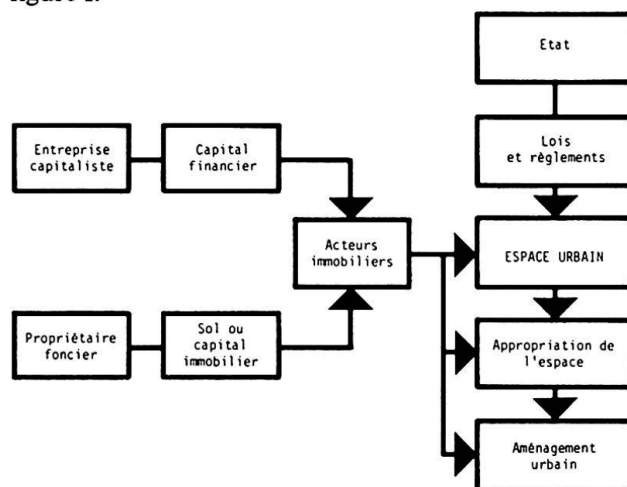 figure 1.
Etat
Lois
et règlements
Entreprise
capitaliste
Capital
financier
Acteurs
immobiliers
ESPACE URBAIN
Propriétaire
foncier
Sol ou
capital
immobilier
Appropriation de
l'espace
Aménagement
urbain